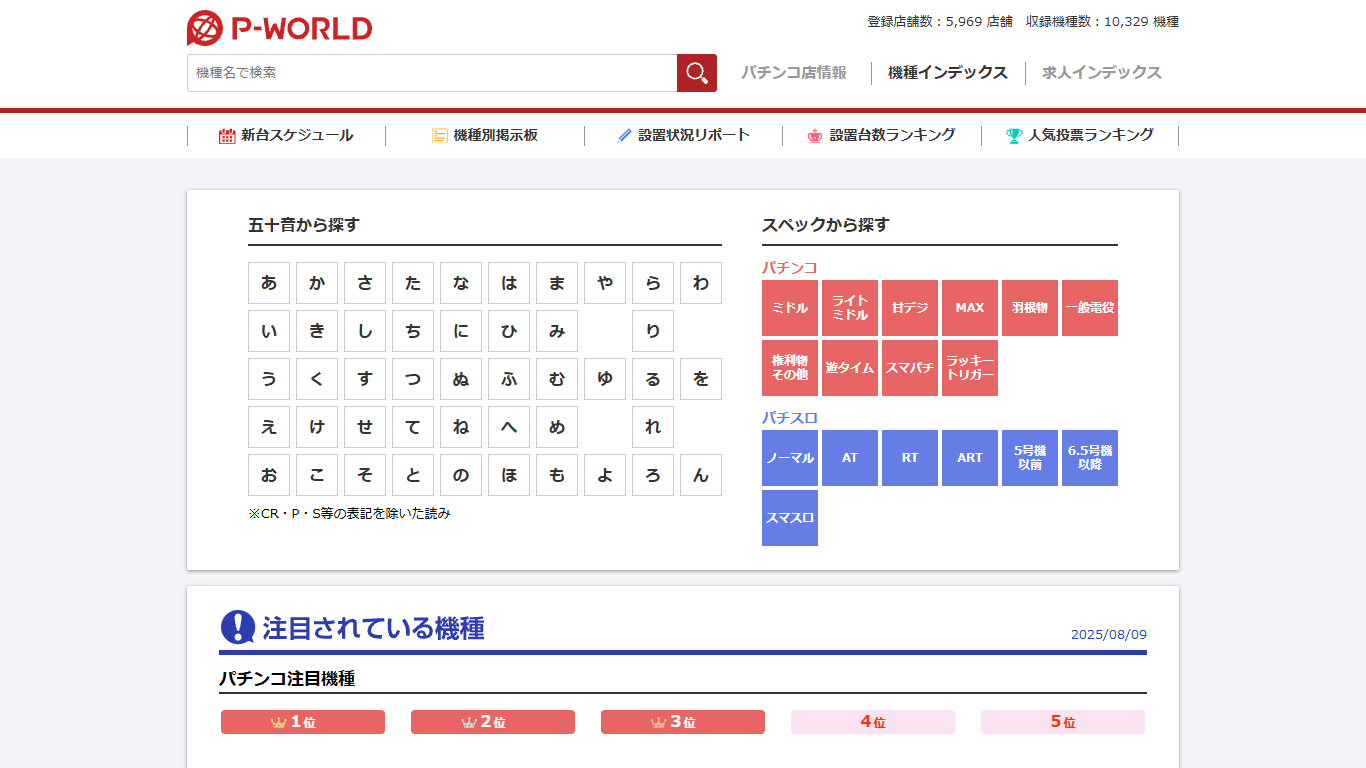 P-WORLD
登録店舗数：5,969 店舗　収録機種数：10,329 機種
機種名で検索
パチンコ店情報　機種インデックス　求人インデックス
新台スケジュール　機種別掲示板　設置状況リポート　設置台数ランキング　人気投票ランキング
五十音から探す
あ か さ た な は ま や ら わ
い き し ち に ひ み り
う く す つ ぬ ふ む ゆ る を
え け せ て ね へ め れ
お こ そ と の ほ も よ ろ ん
※CR・P・S等の表記を除いた読み
スペックから探す
パチンコ
ミドル ライトミドル 甘デジ MAX 羽根物 一般電役
権利物その他 遊タイム スマパチ ラッキートリガー
パチスロ
ノーマル AT RT ART 5号機以前 6.5号機以降
スマスロ
注目されている機種
2025/08/09
パチンコ注目機種
1位 2位 3位 4位 5位